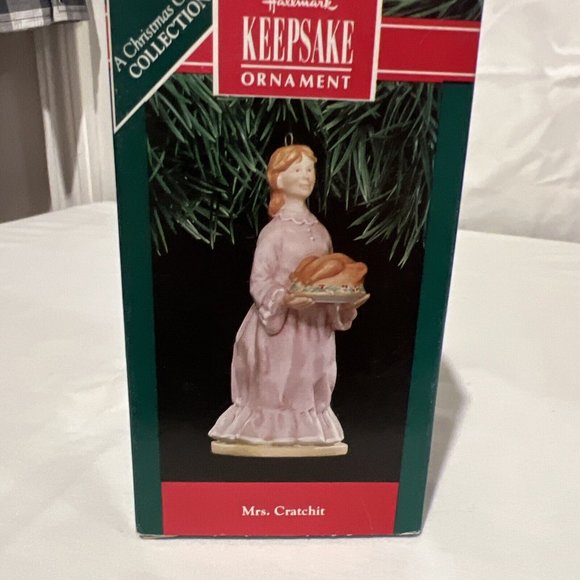 A Christmas C
COLLECTION
Hallmark
KEEPSAKE
ORNAMENT
Mrs. Cratchit